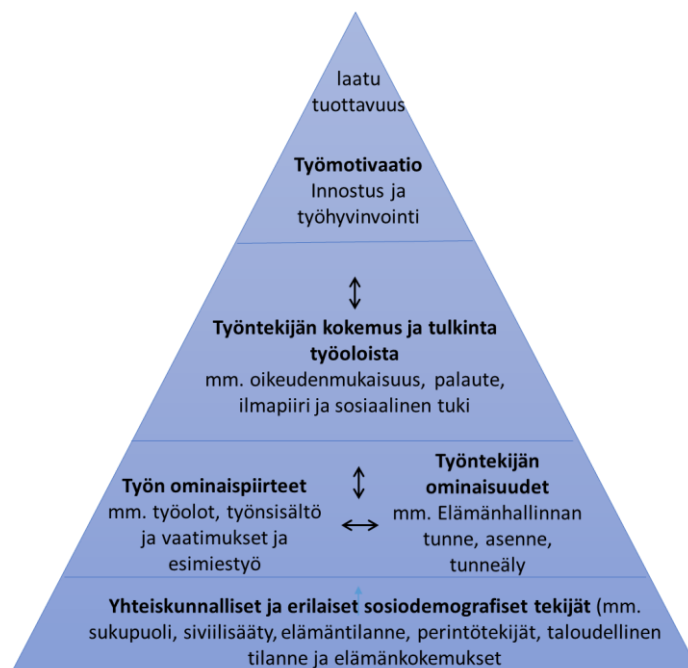 laatu
tuottavuus
Työmotivaatio
Innostus ja
työhyvinvointi
Työntekijän kokemus ja tulkinta
työoloista
mm. oikeudenmukaisuus, palaute,
ilmapiiri ja sosiaalinen tuki
Työn ominaispiirteet
mm. työolot, työnsisältö
ja vaatimukset ja
esimiestyö
Työntekijän
ominaisuudet
mm. Elämänhallinnan
tunne, asenne,
tunneäly
Yhteiskunnalliset ja erilaiset sosiodemografiset tekijät (mm.
sukupuoli, siviilisääty, elämäntilanne, perintötekijät, taloudellinen
tilanne ja elämänkokemukset